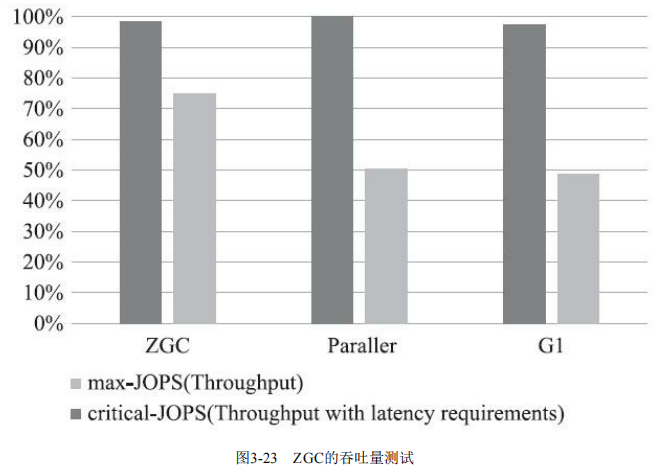 100%
90%
80%
70%
60%
50%
40%
30%
20%
10%
0%
ZGC Paraller G1
max-JOPS(Throughput)
critical-JOPS(Throughput with latency requirements)
图3-23 ZGC的吞吐量测试